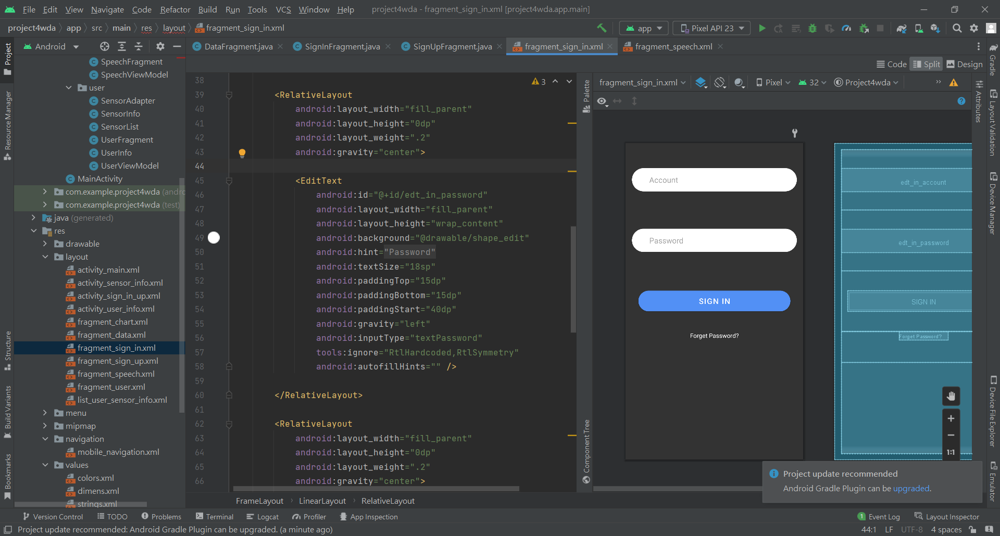 File Edit View Navigate Code Refactor Build Run Tools VCS Window Help project4wda - fragment_sign_in.xml [project4wda.app.main]
project4wda app src main res layout fragment_sign_in.xml app Pixel API 23
Android DataFragment.java SignInFragment.java SignUpFragment.java fragment_sign_in.xml fragment_speech.xml
Code Split Design
Project
Resource Manager
Structure
Build Variants
Bookmarks
SpeechFragment
SpeechViewModel
user
SensorAdapter
SensorInfo
SensorList
UserFragment
UserInfo
UserViewModel
MainActivity
com.example.project4wda (andro
com.example.project4wda (test)
java (generated)
res
drawable
layout
activity_main.xml
activity_sensor_info.xml
activity_sign_in_up.xml
activity_user_info.xml
fragment_chart.xml
fragment_data.xml
fragment_sign_in.xml
fragment_sign_up.xml
fragment_speech.xml
fragment_user.xml
list_user_sensor_info.xml
menu
mipmap
navigation
mobile_navigation.xml
values
colors.xml
dimens.xml
strings.xml
3
38
39 <RelativeLayout
40 android:layout_width="fill_parent"
41 android:layout_height="0dp"
42 android:layout_weight=".2"
43 android:gravity="center">
44
45 <EditText
46 android:id="@+id/edt_in_password"
47 android:layout_width="fill_parent"
48 android:layout_height="wrap_content"
49 android:background="@drawable/shape_edit"
50 android:hint="Password"
51 android:textSize="18sp"
52 android:paddingTop="15dp"
53 android:paddingBottom="15dp"
54 android:paddingStart="40dp"
55 android:gravity="left"
56 android:inputType="textPassword"
57 tools:ignore="RtlHardcoded,RtlSymmetry"
58 android:autofillHints="" />
59
60 </RelativeLayout>
61
62 <RelativeLayout
63 android:layout_width="fill_parent"
64 android:layout_height="0dp"
65 android:layout_weight=".2"
66 android:gravity="center">
FrameLayout LinearLayout RelativeLayout
Palette
Component Tree
fragment_sign_in.xml Pixel 32 Project4wda
Account
Password
SIGN IN
Forget Password?
edt_in_account
edt_in_password
SIGN IN
Forget Password?
1:1
Attributes
Gradle
Layout Validation
Device Manager
Device File Explorer
Emulator
Project update recommended
Android Gradle Plugin can be upgraded.
Version Control TODO Problems Terminal Logcat Profiler App Inspection 1 Event Log Layout Inspector
Project update recommended: Android Gradle Plugin can be upgraded. (a minute ago) 44:1 LF UTF-8 4 spaces